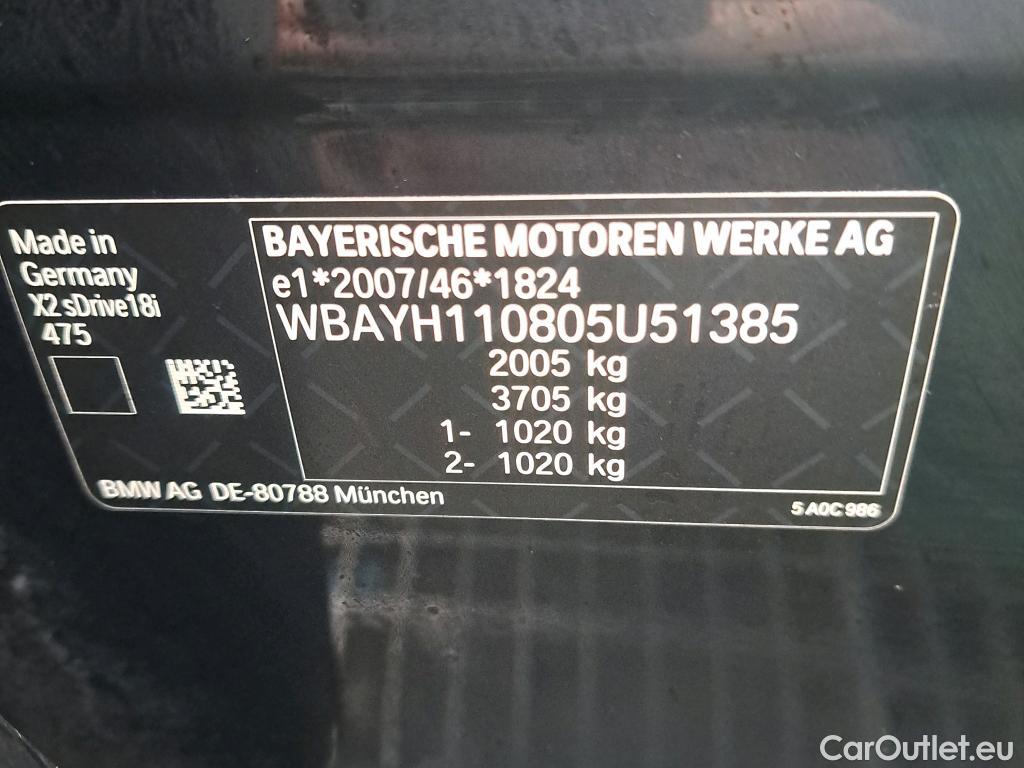 Made in
Germany
X2 sDrive18i
475
BAYERISCHE MOTOREN WERKE AG
e1*2007/46*1824
WBAYH110805U51385
2005 kg
3705 kg
1- 1020 kg
2- 1020 kg
BMW AG DE-80788 München
5 A0C 986
CarOutlet.eu